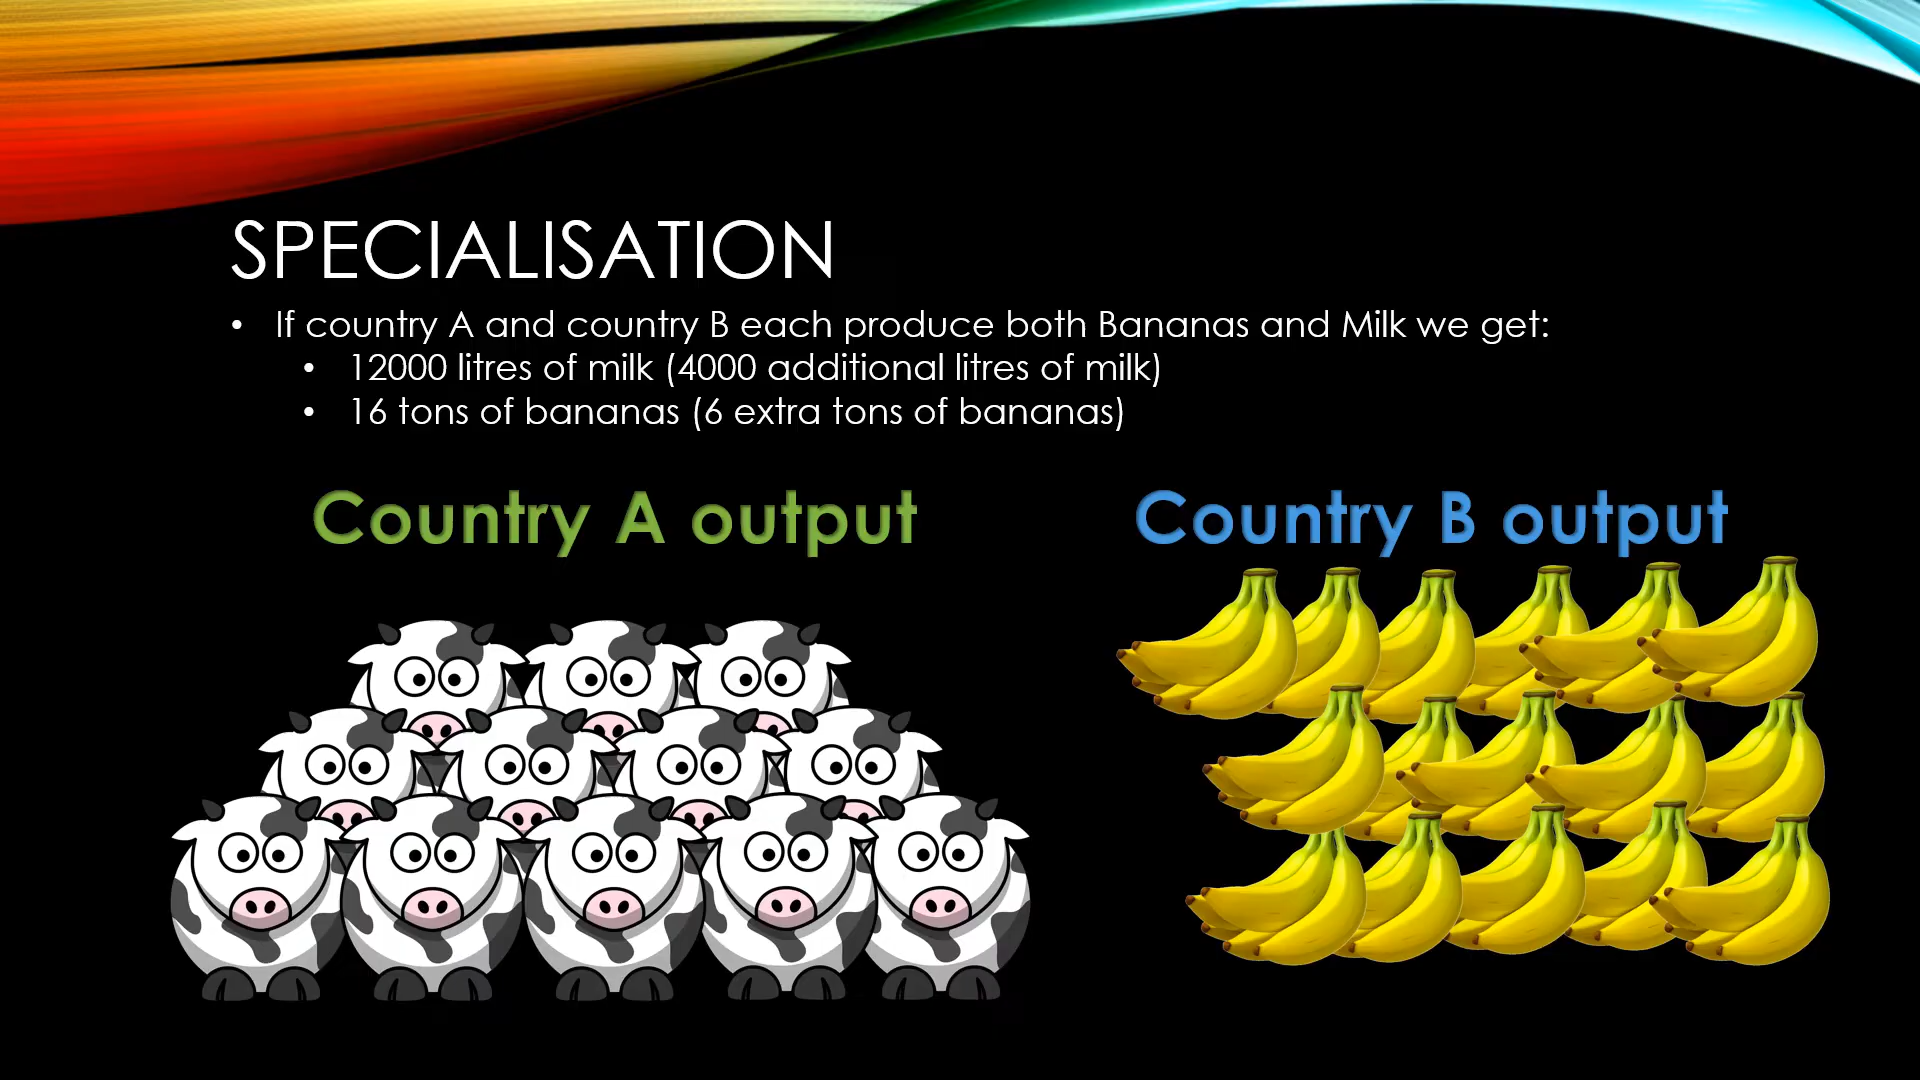 SPECIALISATION
• If country A and country B each produce both Bananas and Milk we get:
• 12000 litres of milk (4000 additional litres of milk)
• 16 tons of bananas (6 extra tons of bananas)
Country A output
Country B output